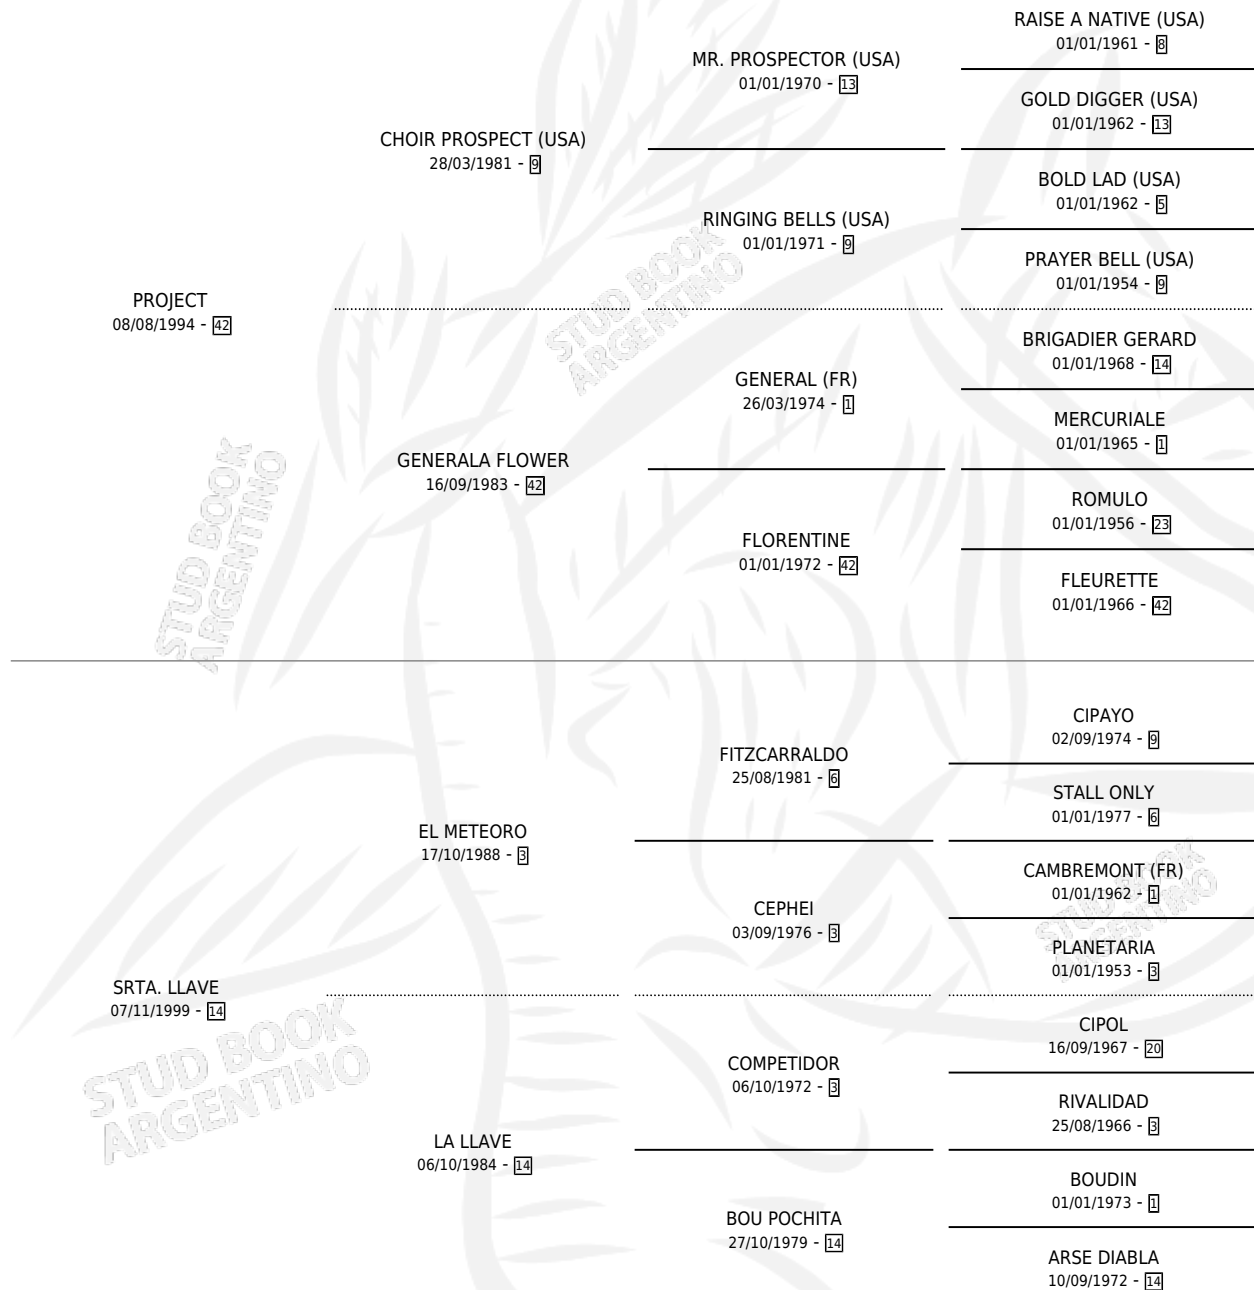 RAISE A NATIVE (USA)
01/01/1961 - 8
MR. PROSPECTOR (USA)
01/01/1970 - 13
GOLD DIGGER (USA)
01/01/1962 - 13
CHOIR PROSPECT (USA)
28/03/1981 - 9
BOLD LAD (USA)
01/01/1962 - 5
RINGING BELLS (USA)
01/01/1971 - 9
PRAYER BELL (USA)
01/01/1954 - 9
PROJECT
08/08/1994 - 42
BRIGADIER GERARD
01/01/1968 - 14
GENERAL (FR)
26/03/1974 - 1
MERCURIALE
01/01/1965 - 1
GENERALA FLOWER
16/09/1983 - 42
ROMULO
01/01/1956 - 23
FLORENTINE
01/01/1972 - 42
FLEURETTE
01/01/1966 - 42
CIPAYO
02/09/1974 - 9
FITZCARRALDO
25/08/1981 - 6
STALL ONLY
01/01/1977 - 6
EL METEORO
17/10/1988 - 3
CAMBREMONT (FR)
01/01/1962 - 1
CEPHEI
03/09/1976 - 3
PLANETARIA
01/01/1953 - 3
SRTA. LLAVE
07/11/1999 - 14
CIPOL
16/09/1967 - 20
COMPETIDOR
06/10/1972 - 3
RIVALIDAD
25/08/1966 - 3
LA LLAVE
06/10/1984 - 14
BOUDIN
01/01/1973 - 1
BOU POCHITA
27/10/1979 - 14
ARSE DIABLA
10/09/1972 - 14
STUD BOOK
ARGENTINO
STUD BOOK
ARGENTINO
STUD BOOK
ARGENTINO
STUD BOOK
ARGENTINO